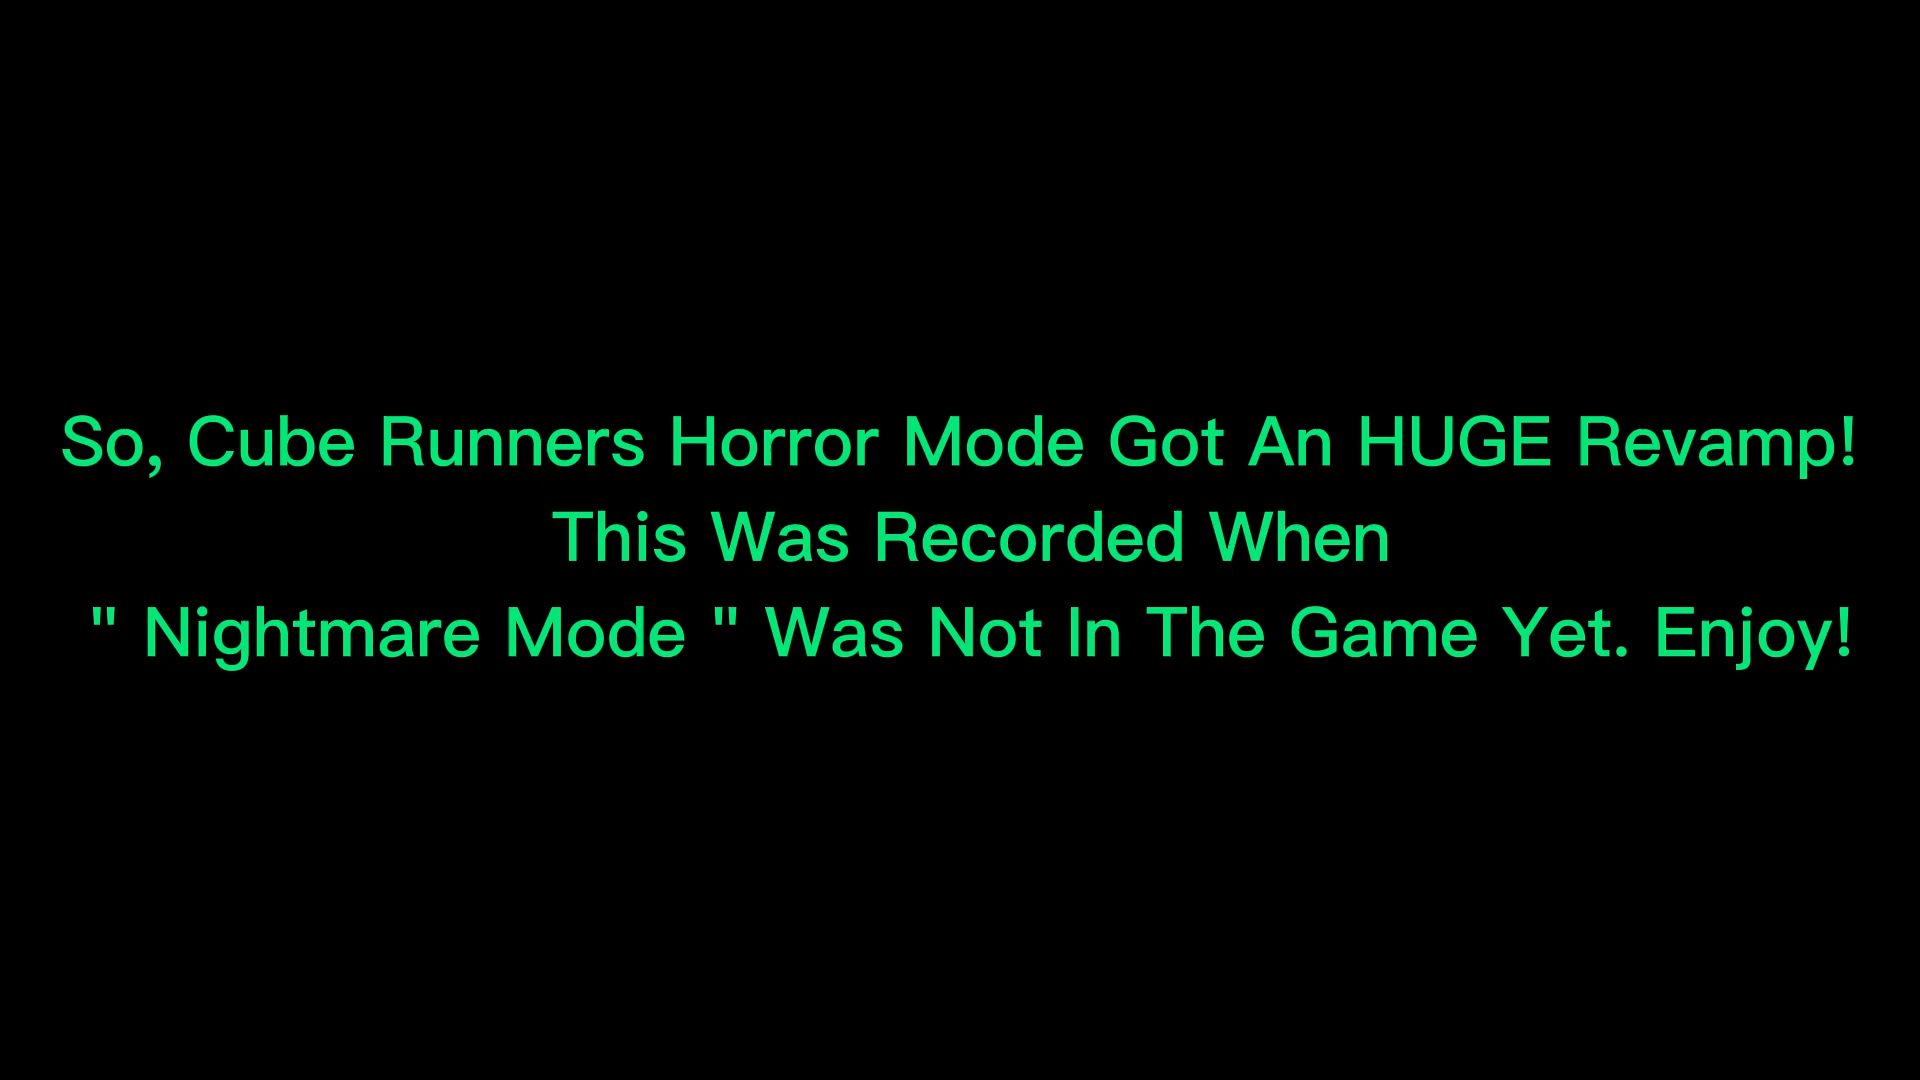 So, Cube Runners Horror Mode Got An HUGE Revamp!
This Was Recorded When
" Nightmare Mode " Was Not In The Game Yet. Enjoy!